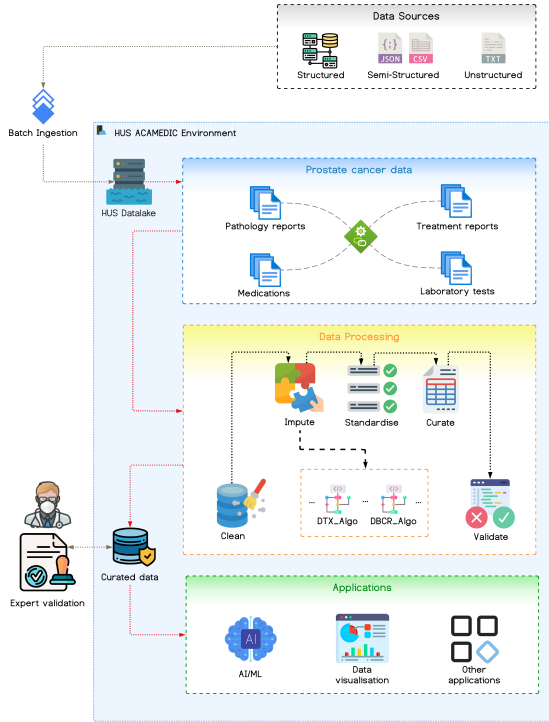 Data Sources
JSON
CSV
TXT
Structured
Semi-Structured
Unstructured
Batch Ingestion
HUS ACAMEDIC Environment
HUS Datalake
Prostate cancer data
Pathology reports
Treatment reports
Medications
Laboratory tests
Data Processing
Impute
Standardise
Curate
...
...
...
DTX_Algo
DBCR_Algo
Clean
Validate
Expert validation
Curated data
Applications
AI
AI/ML
Data
visualisation
Other
applications